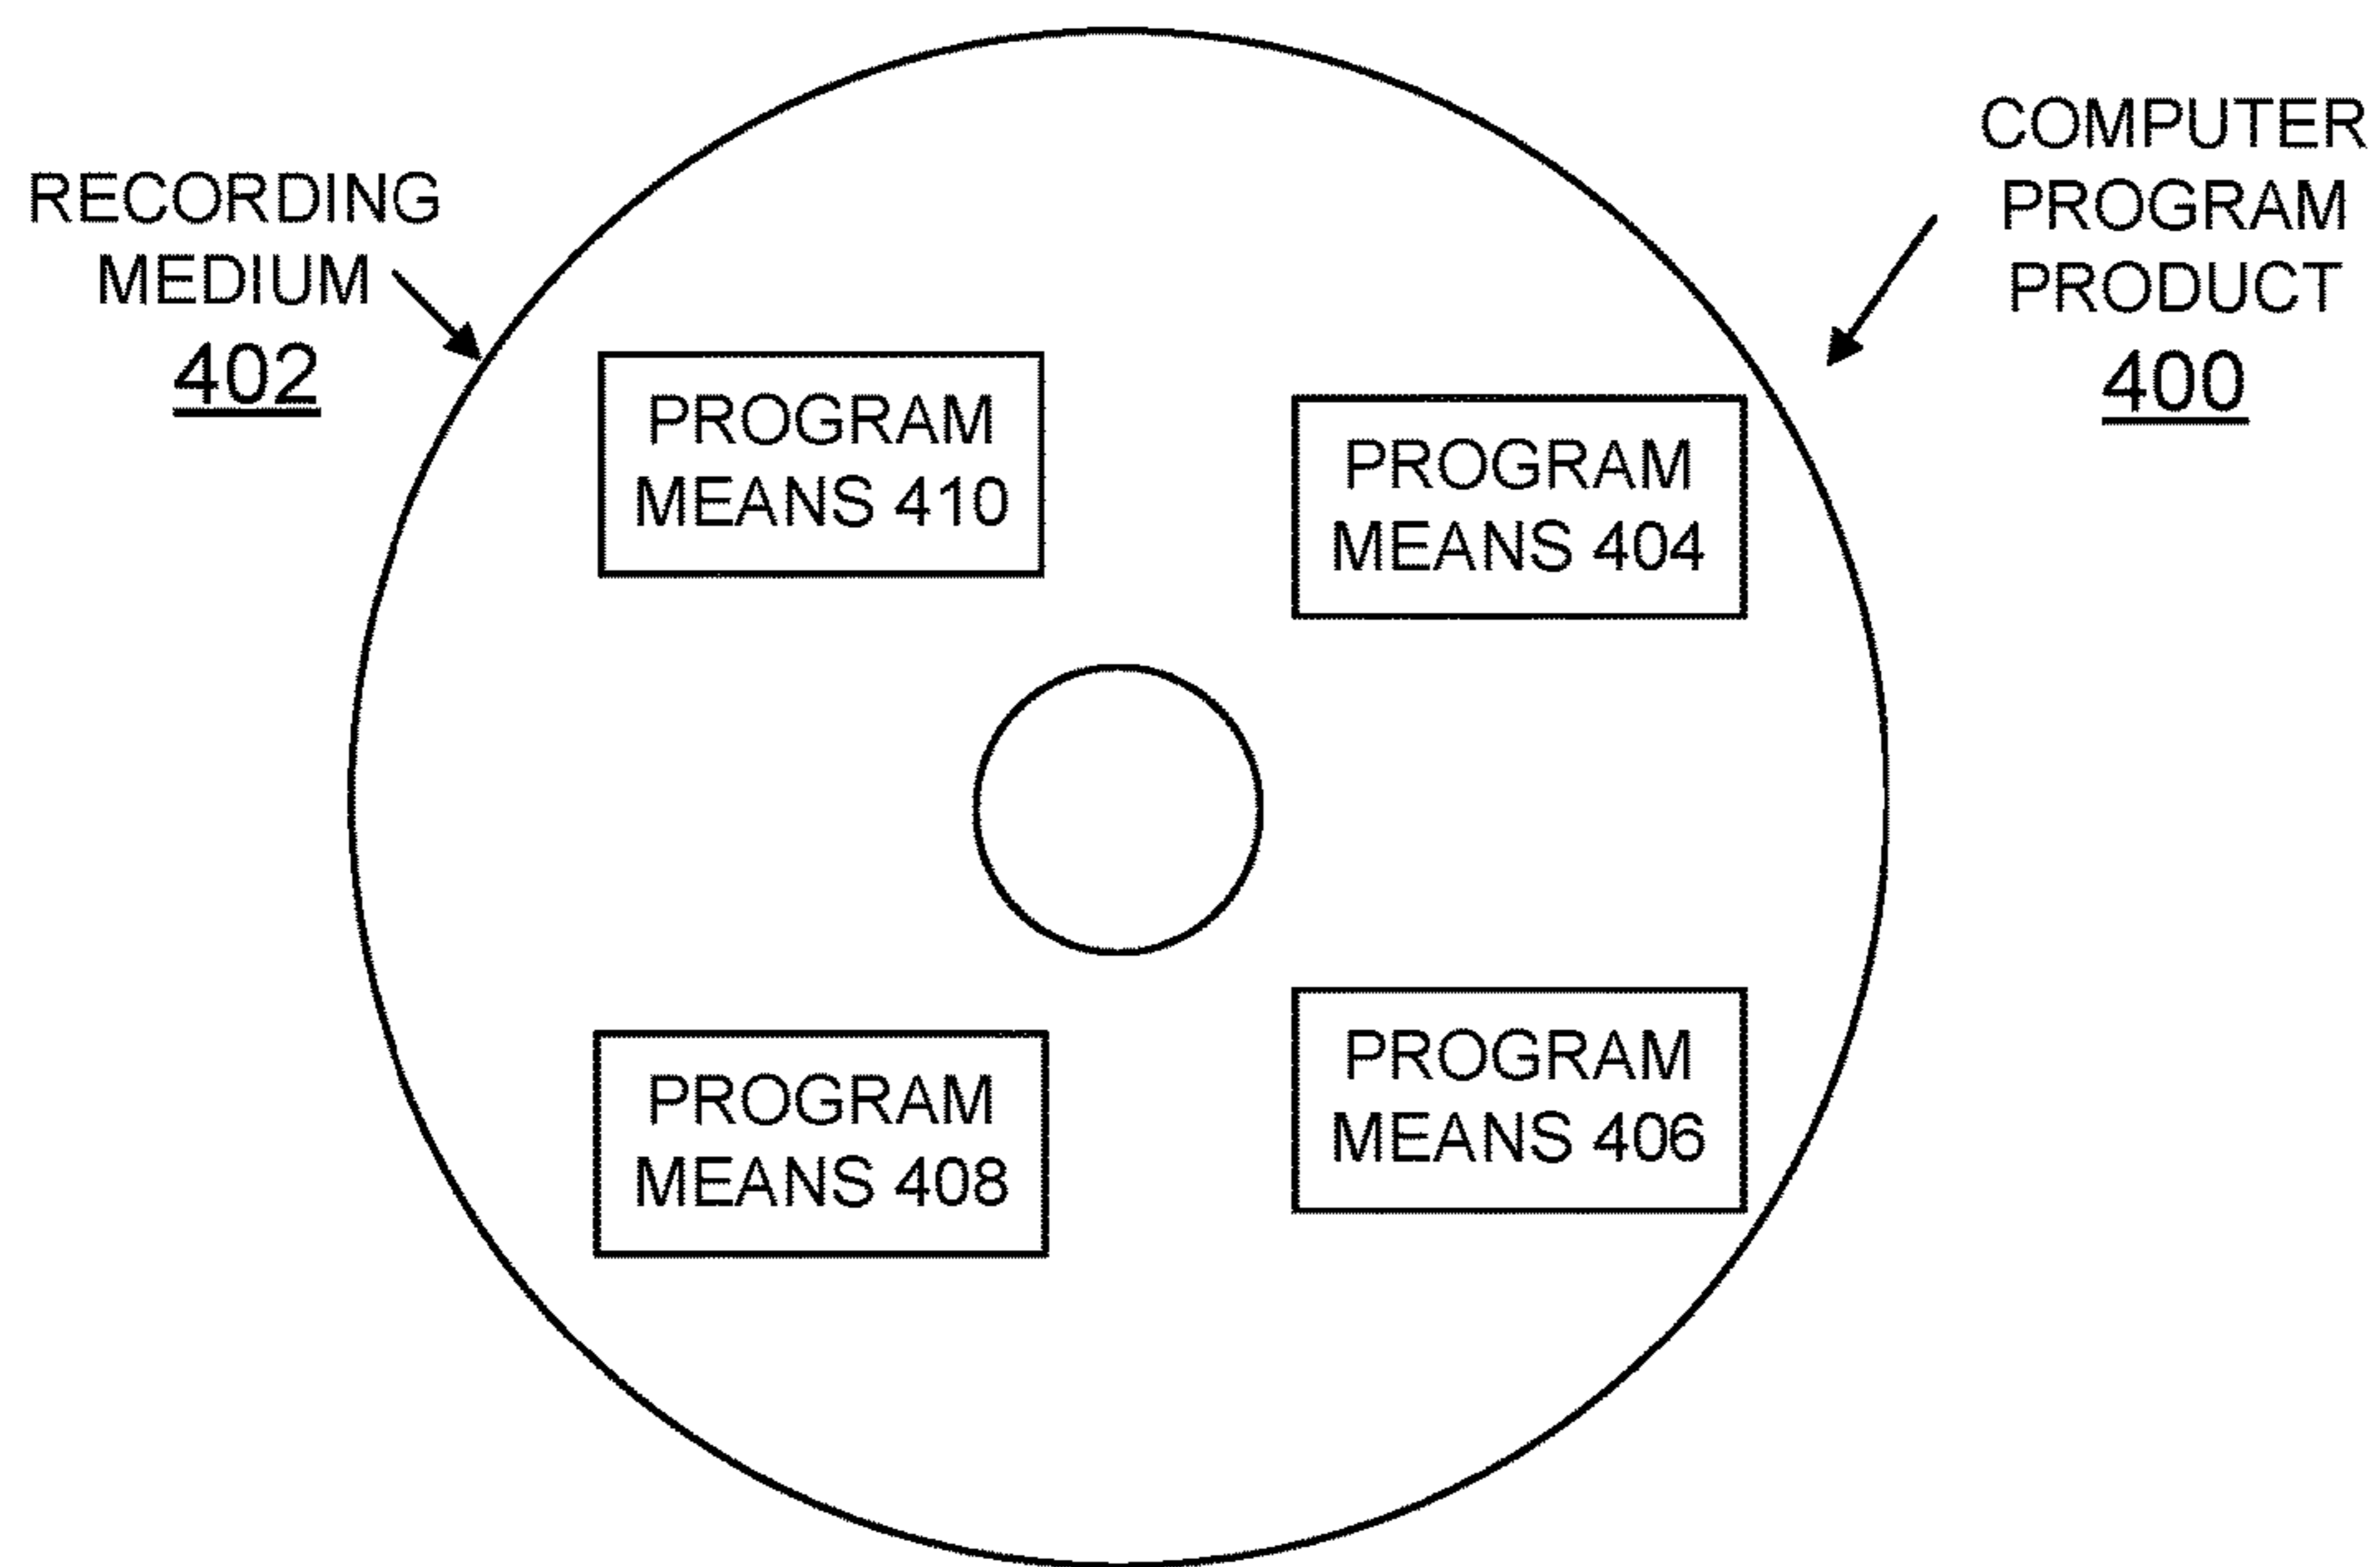 RECORDING
MEDIUM
402
COMPUTER
PROGRAM
PRODUCT
400
PROGRAM
MEANS 410
PROGRAM
MEANS 404
PROGRAM
MEANS 408
PROGRAM
MEANS 406